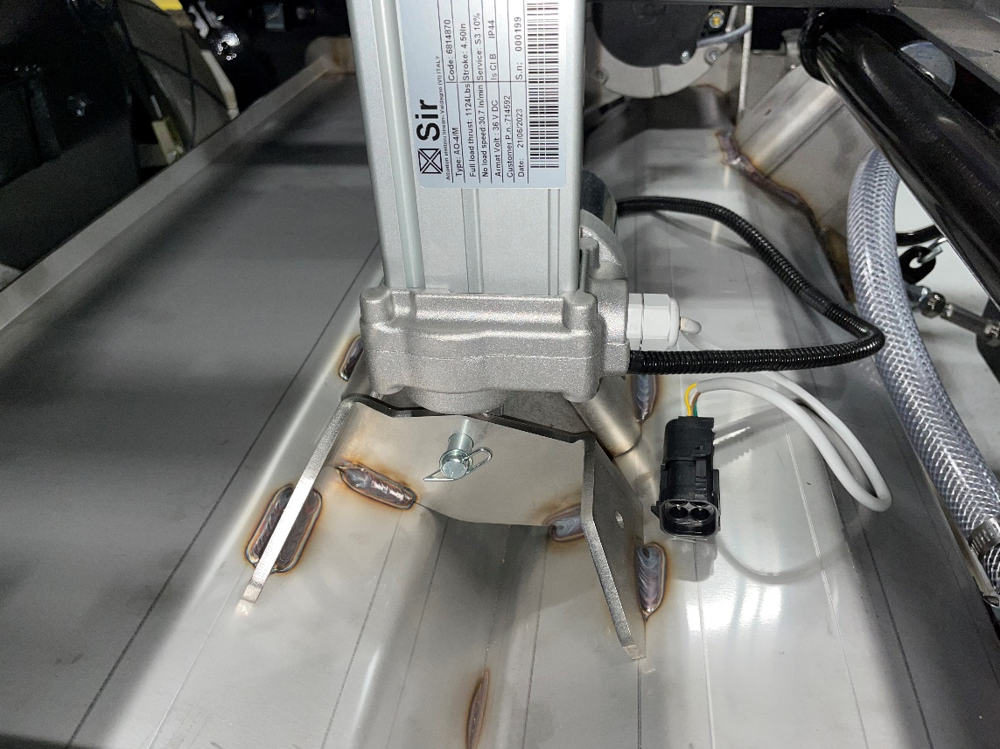 Sir
Attuatori elettrici lineari- Valdagno (VI) ITALY
Type: AO-4/M Code: 6814870
Full load thrust: 1124Lbs Stroke: 4.50In
No load speed:30.7 In/min Service: S3 10%
Armat Volt : 36 V DC Is Cl B IP44
Customer P.n.:714592
Date: 21/06/2023 S.n: 000199